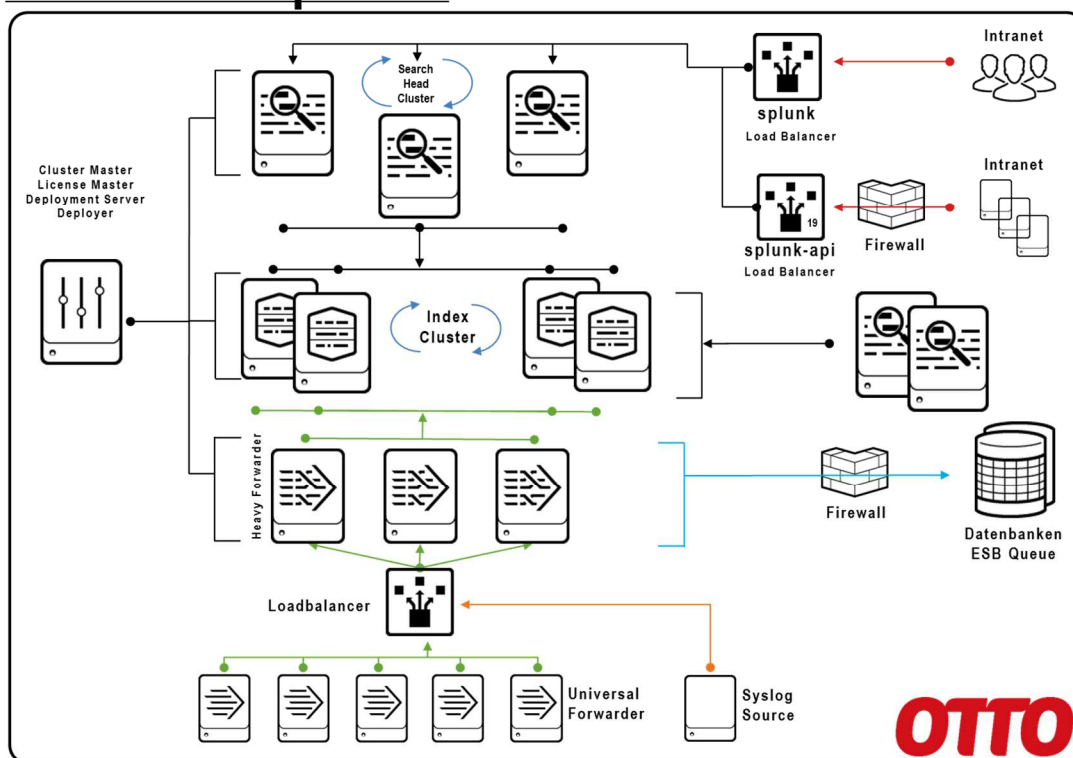 Intranet
Search
Head
Cluster
splunk
Load Balancer
Cluster Master
License Master
Deployment Server
Deployer
Intranet
19
splunk-api
Load Balancer
Firewall
Index
Cluster
Heavy Forwarder
Firewall
Datenbanken
ESB Queue
Loadbalancer
Universal
Forwarder
Syslog
Source
OTTO